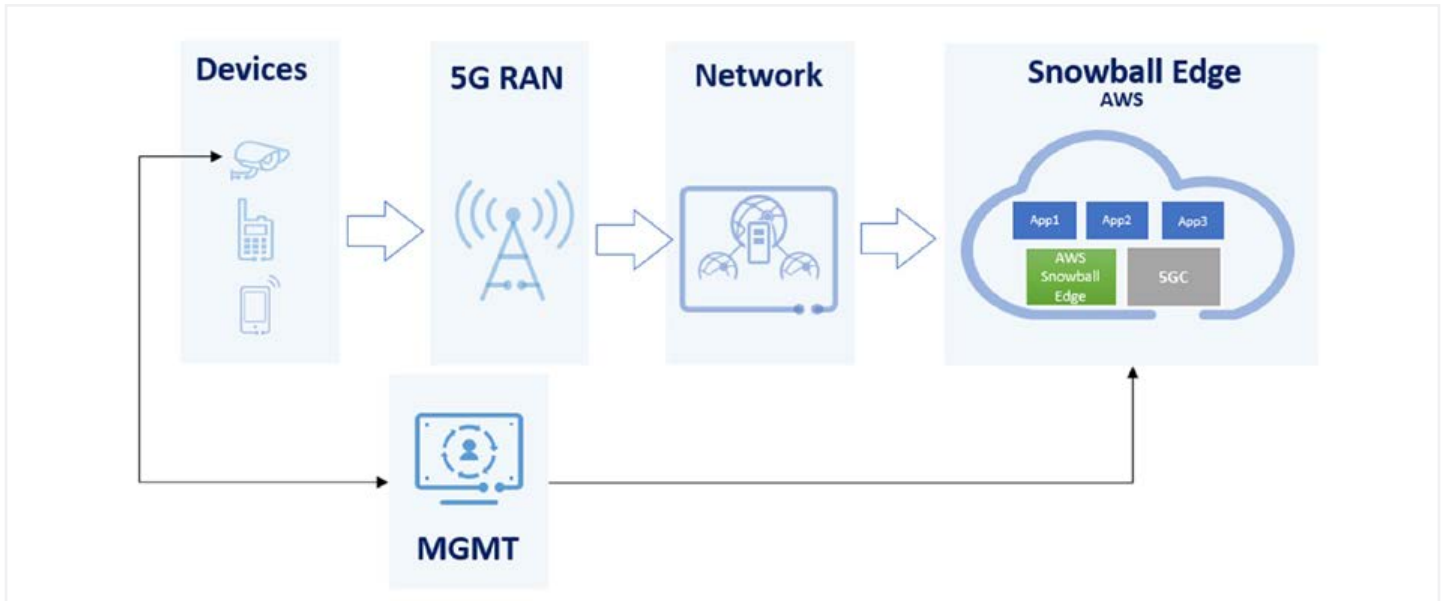 Devices
5G RAN
Network
Snowball Edge
AWS
App1
App2
App3
AWS
Snowball
Edge
5GC
MGMT